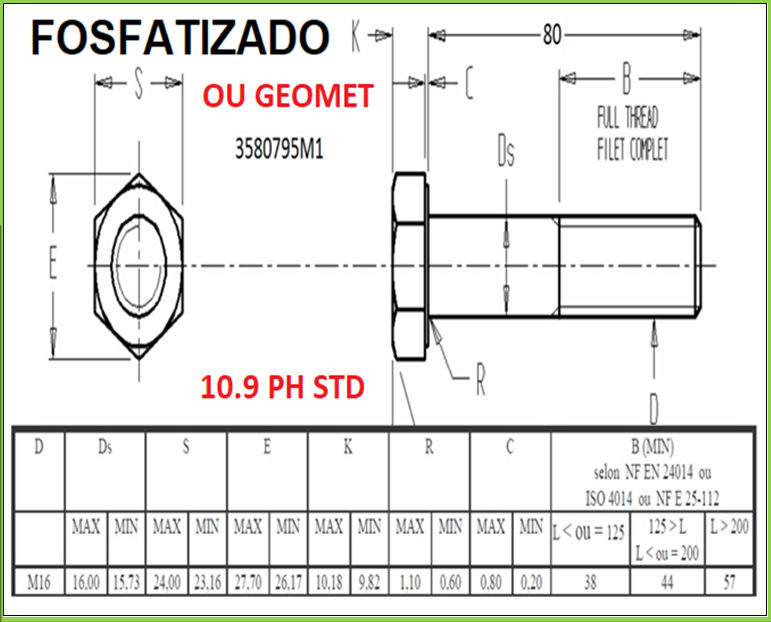 FOSFATIZADO
K
80
S
OU GEOMET
C
B
3580795M1
FULL THREAD
FILET COMPLET
Ds
E
10.9 PH STD
R
D
D Ds S E K R C B (MIN)
selon NF EN 24014 ou
ISO 4014 ou NF E 25-112
MAX MIN MAX MIN MAX MIN MAX MIN MAX MIN MAX MIN L < ou = 125 125 > L L > 200
L < ou = 200
M16 16,00 15,73 24,00 23,16 27,70 26,17 10,18 9,82 1,10 0,60 0,80 0,20 38 44 57